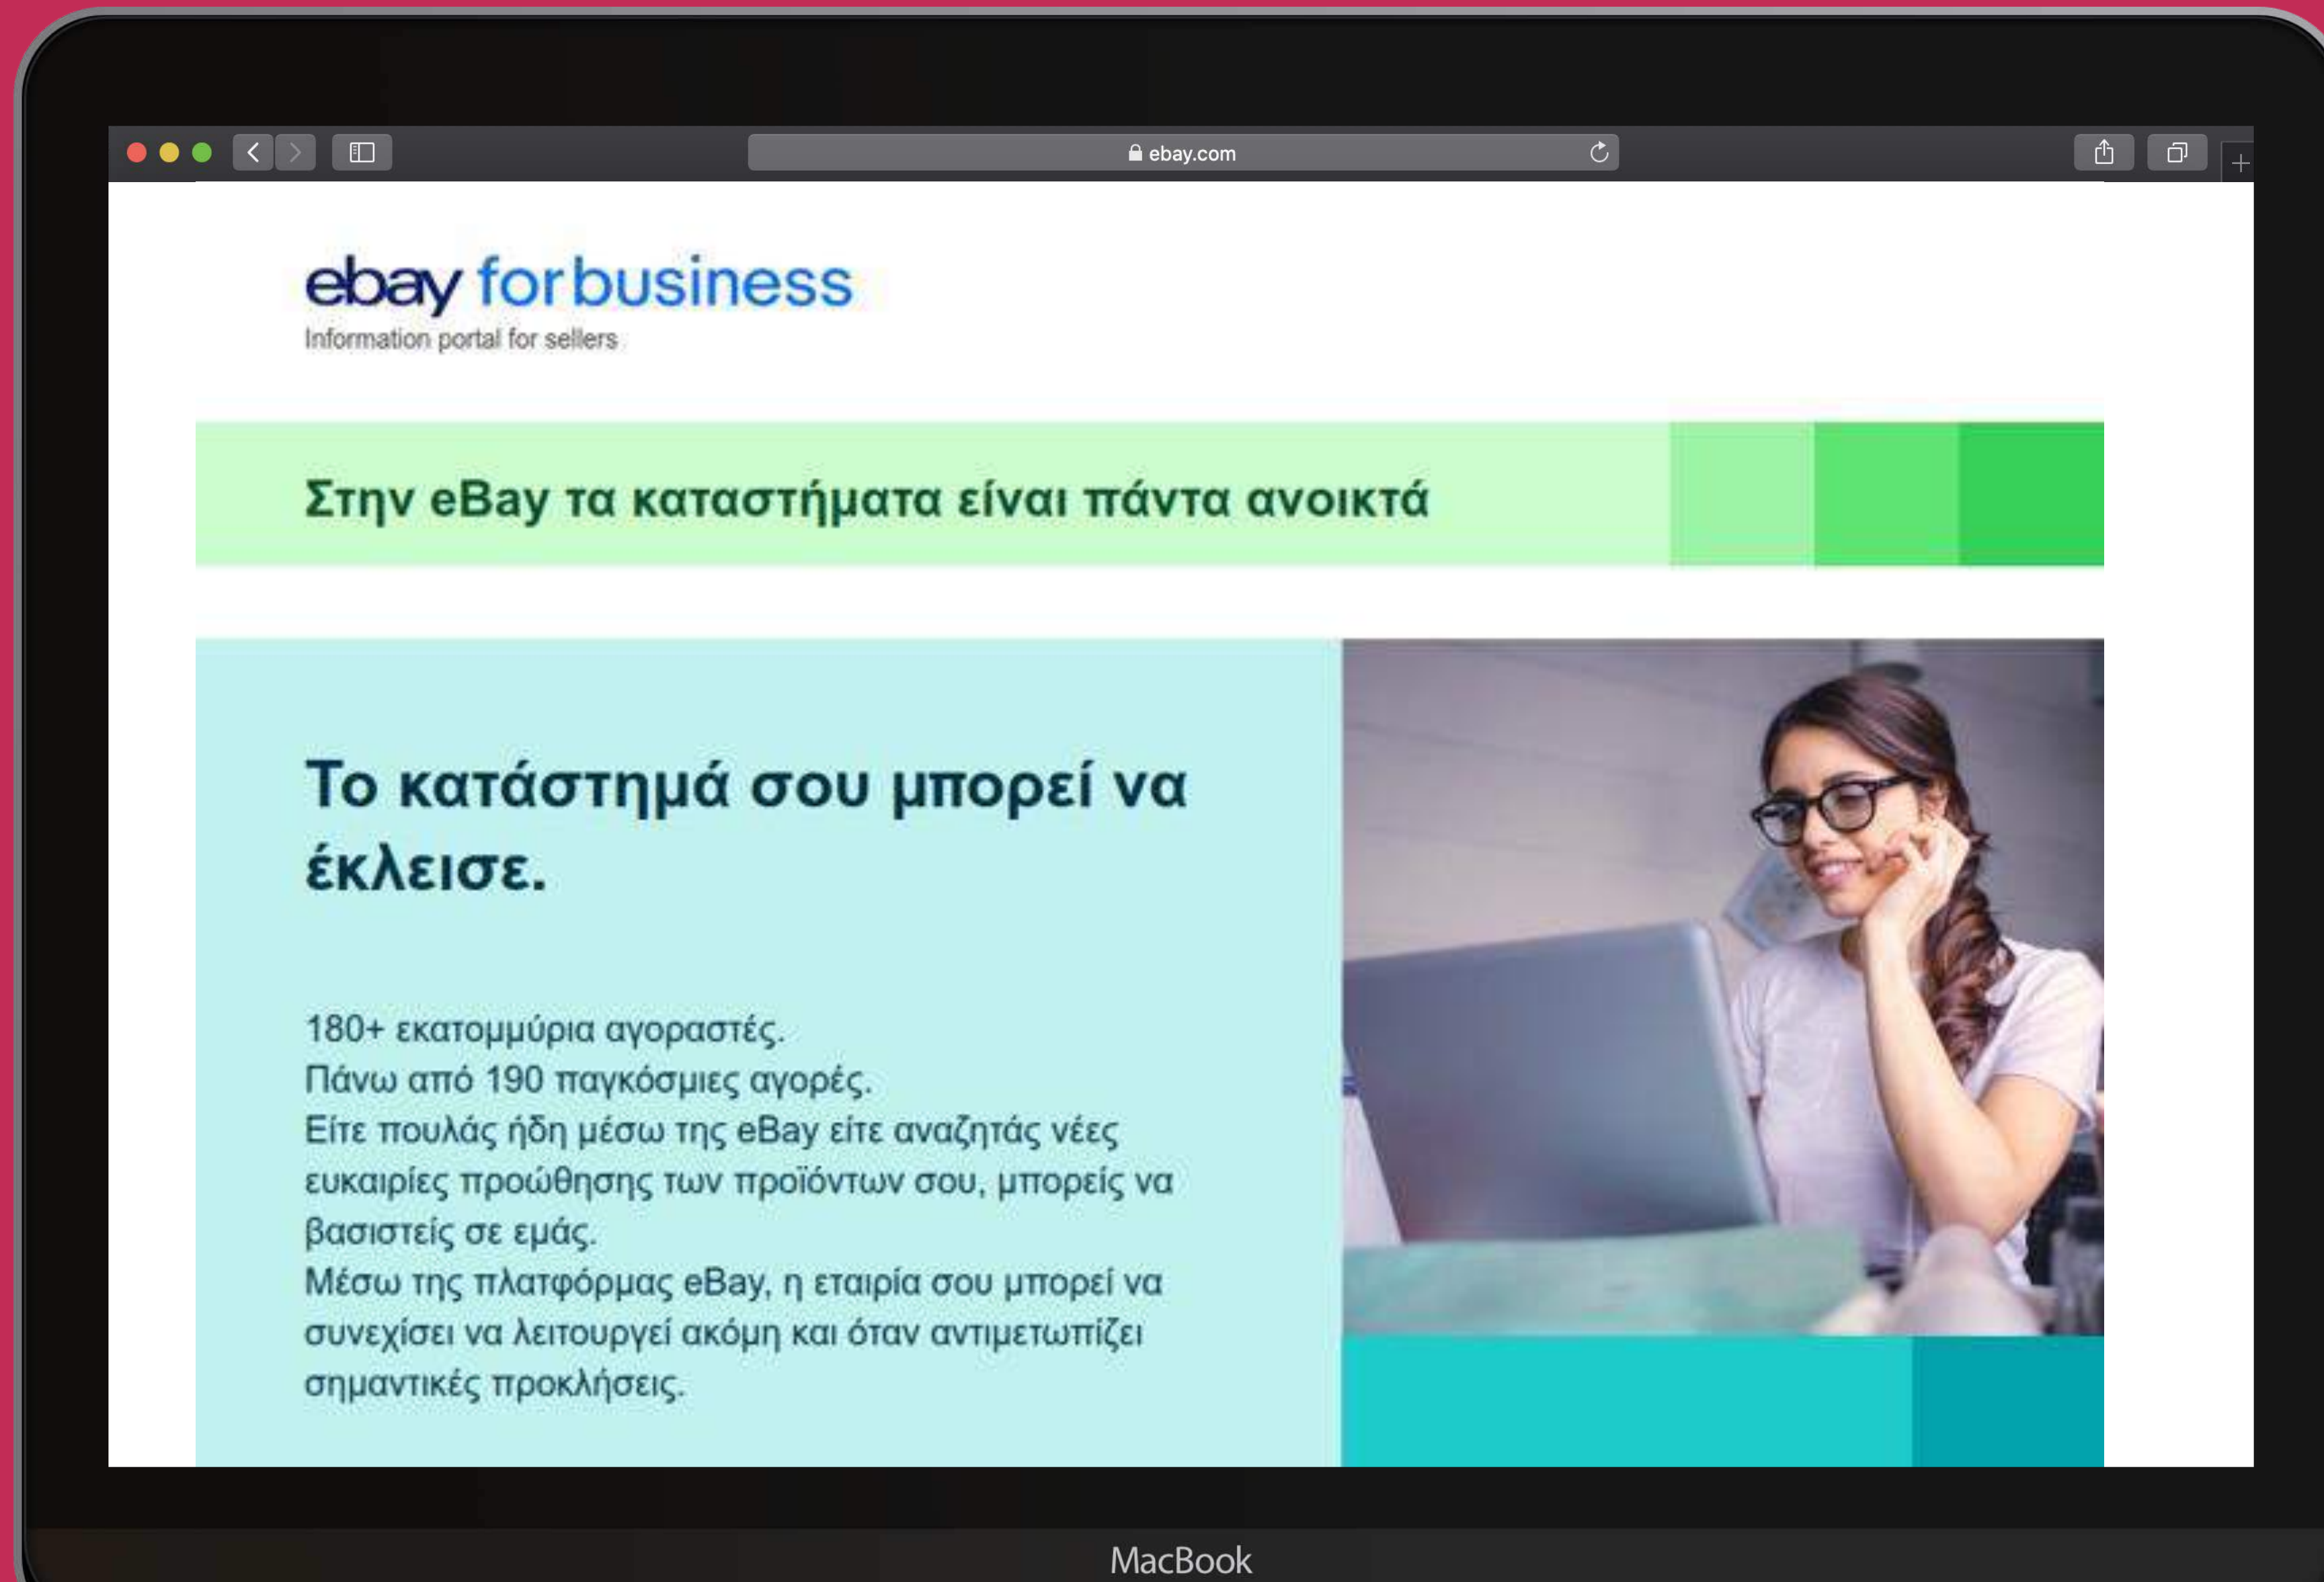 ebay.com
ebay for business
Information portal for sellers
Στην eBay τα καταστήματα είναι πάντα ανοικτά
Το κατάστημά σου μπορεί να
έκλεισε.
180+ εκατομμύρια αγοραστές.
Πάνω από 190 παγκόσμιες αγορές.
Είτε πουλάς ήδη μέσω της eBay είτε αναζητάς νέες
ευκαιρίες προώθησης των προϊόντων σου, μπορείς να
βασιστείς σε εμάς.
Μέσω της πλατφόρμας eBay, η εταιρία σου μπορεί να
συνεχίσει να λειτουργεί ακόμη και όταν αντιμετωπίζει
σημαντικές προκλήσεις.
MacBook